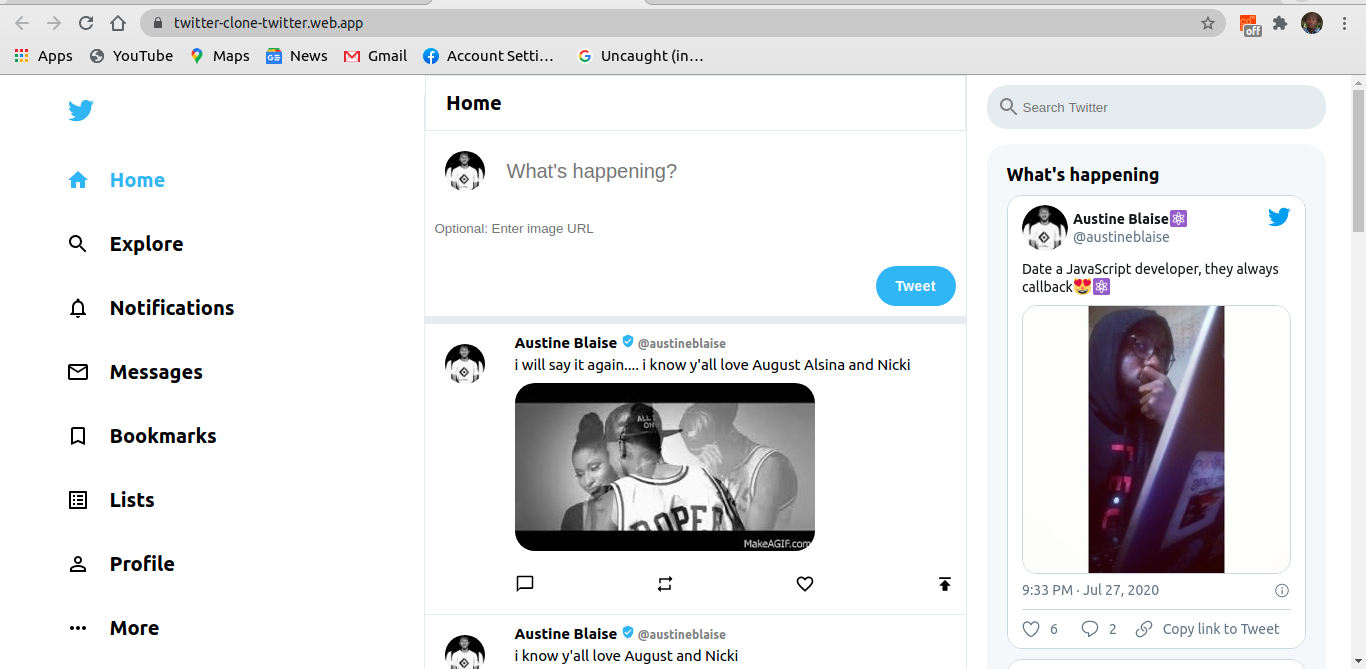 twitter-clone-twitter.web.app
off
Apps
YouTube
Maps
News
Gmail
Account Setti…
Uncaught (in…
Home
Explore
Notifications
Messages
Bookmarks
Lists
Profile
More
Home
What's happening?
Optional: Enter image URL
Tweet
Austine Blaise @austineblaise
i will say it again.... i know y'all love August Alsina and Nicki
ALL
ON
DOPER
MakeAGIF.com
Austine Blaise @austineblaise
i know y'all love August and Nicki
Search Twitter
What's happening
Austine Blaise⚛
@austineblaise
Date a JavaScript developer, they always
callback😍⚛
9:33 PM · Jul 27, 2020
6
2
Copy link to Tweet